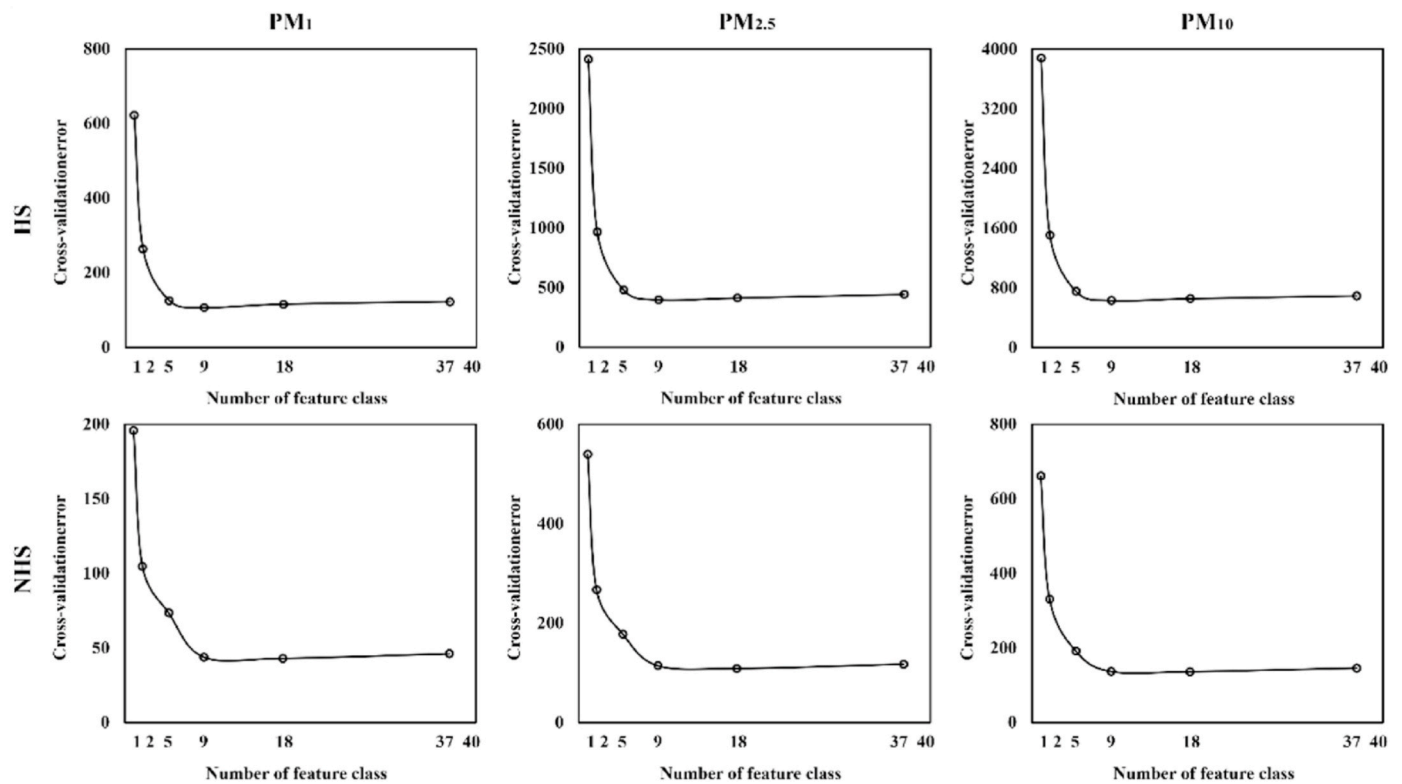 PM1 PM2.5 PM10
HS
Cross-validationerror
800
600
400
200
0
1 2 5 9 18 37 40
Number of feature class
Cross-validationerror
2500
2000
1500
1000
500
0
1 2 5 9 18 37 40
Number of feature class
Cross-validationerror
4000
3200
2400
1600
800
0
1 2 5 9 18 37 40
Number of feature class
NHS
Cross-validationerror
200
150
100
50
0
1 2 5 9 18 37 40
Number of feature class
Cross-validationerror
600
400
200
0
1 2 5 9 18 37 40
Number of feature class
Cross-validationerror
800
600
400
200
0
1 2 5 9 18 37 40
Number of feature class